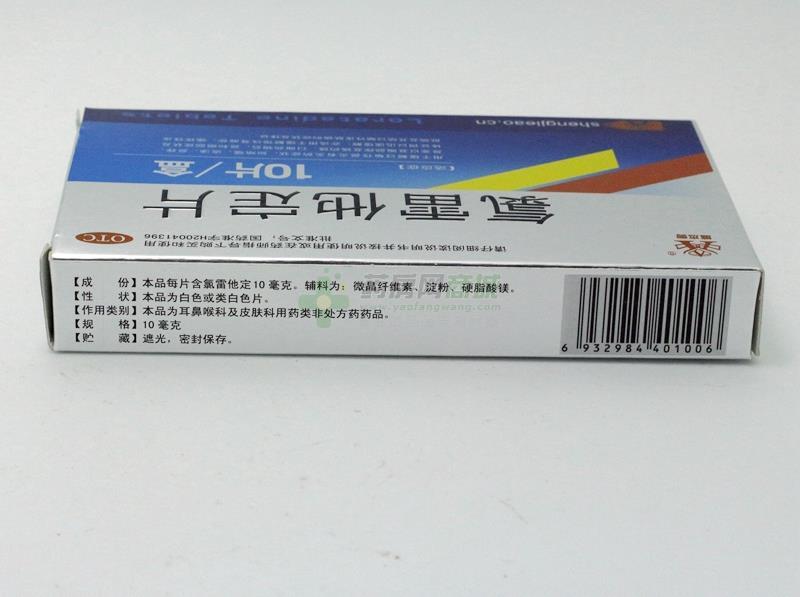 Loratadine Tablets
shengjieao.cn
【适应症】
10片/盒
氯雷他定片
OTC
批准文号：国药准字H20041396
请仔细阅读说明书并按说明使用或在药师指导下购买和使用
【成 份】本品每片含氯雷他定10毫克。辅料为：微晶纤维素、淀粉、硬脂酸镁。
【性 状】本品为白色或类白色片。
【作用类别】本品为耳鼻喉科及皮肤科用药类非处方药药品。
【规 格】10毫克
【贮 藏】遮光，密封保存。
6 932984 401006
药房网商城
www.yaofangwang.com